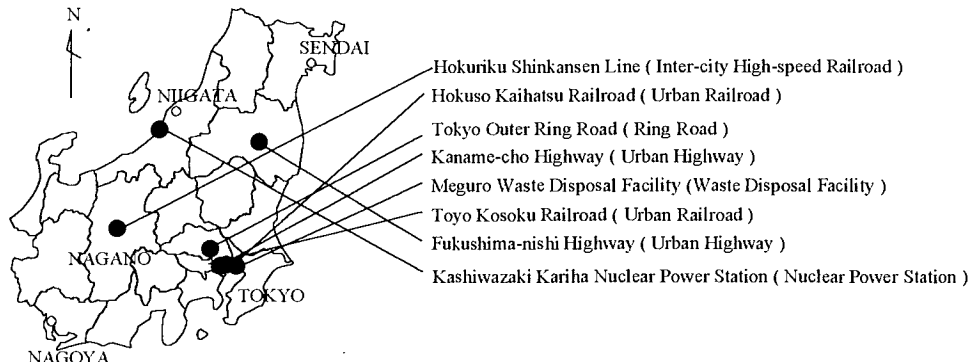 N
SENDAI
NIIGATA
NAGANO
TOKYO
NAGOYA
Hokuriku Shinkansen Line ( Inter-city High-speed Railroad )
Hokuso Kaihatsu Railroad ( Urban Railroad )
Tokyo Outer Ring Road ( Ring Road )
Kaname-cho Highway ( Urban Highway )
Meguro Waste Disposal Facility (Waste Disposal Facility )
Toyo Kosoku Railroad ( Urban Railroad )
Fukushima-nishi Highway ( Urban Highway )
Kashiwazaki Kariha Nuclear Power Station ( Nuclear Power Station )